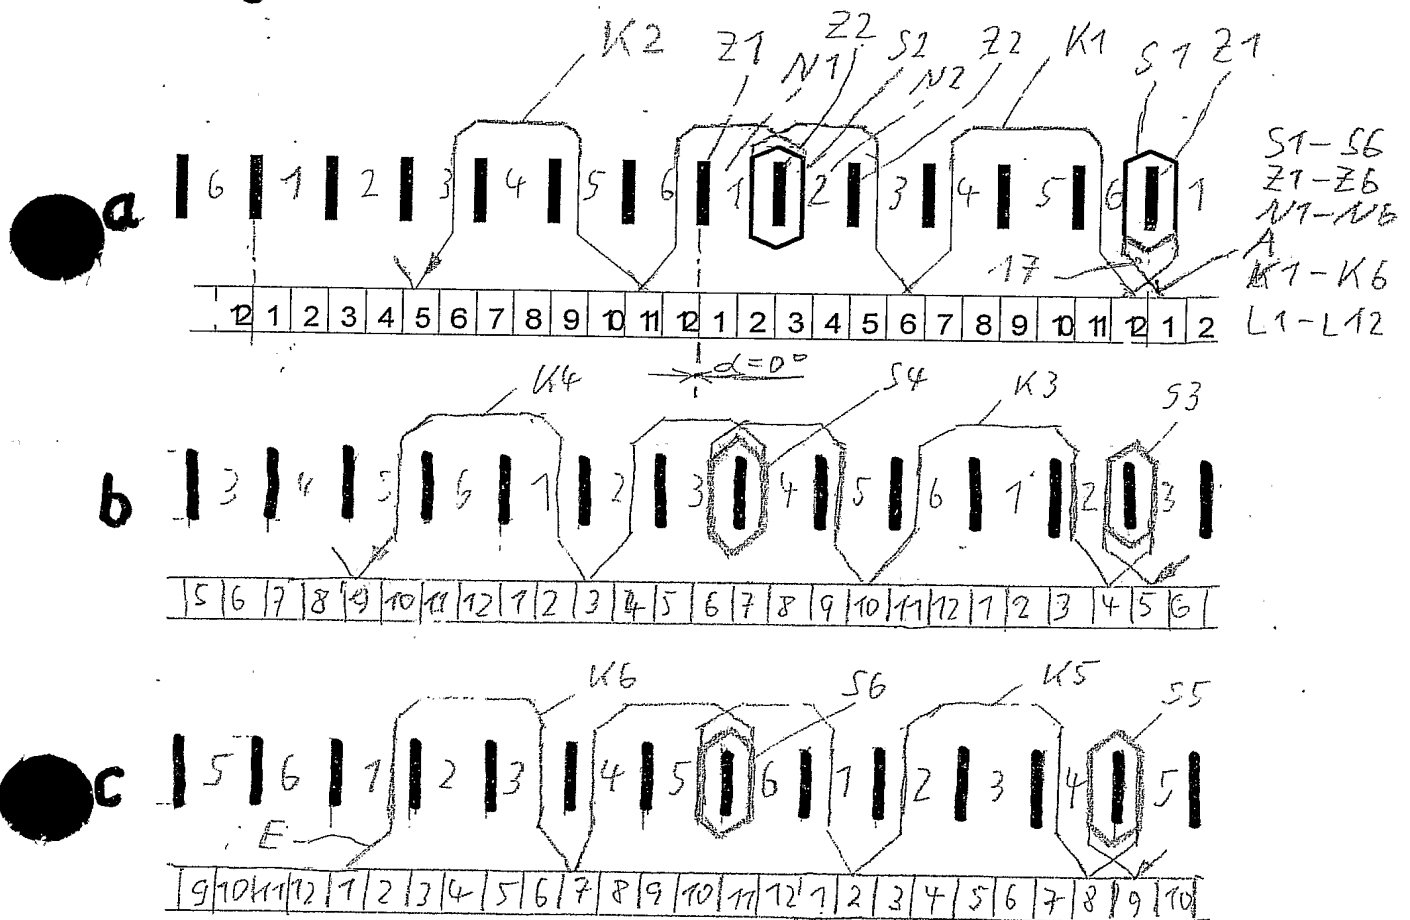 K2 Z1 N1 Z2 S2 N2 Z2 K1 S1 Z1
a 6 1 2 3 4 5 6 1 2 3 4 5 6 1
S1-S6
Z1-Z6
N1-N6
17 A
K1-K6
L1-L12
12 1 2 3 4 5 6 7 8 9 10 11 12 1 2 3 4 5 6 7 8 9 10 11 12 1 2
α=0°
K4 S4 K3 S3
b 3 4 5 6 1 2 3 4 5 6 1 2 3
5 6 7 8 9 10 11 12 1 2 3 4 5 6 7 8 9 10 11 12 1 2 3 4 5 6
K6 S6 K5 S5
c 5 6 1 2 3 4 5 6 1 2 3 4 5
E
9 10 11 12 1 2 3 4 5 6 7 8 9 10 11 12 1 2 3 4 5 6 7 8 9 10